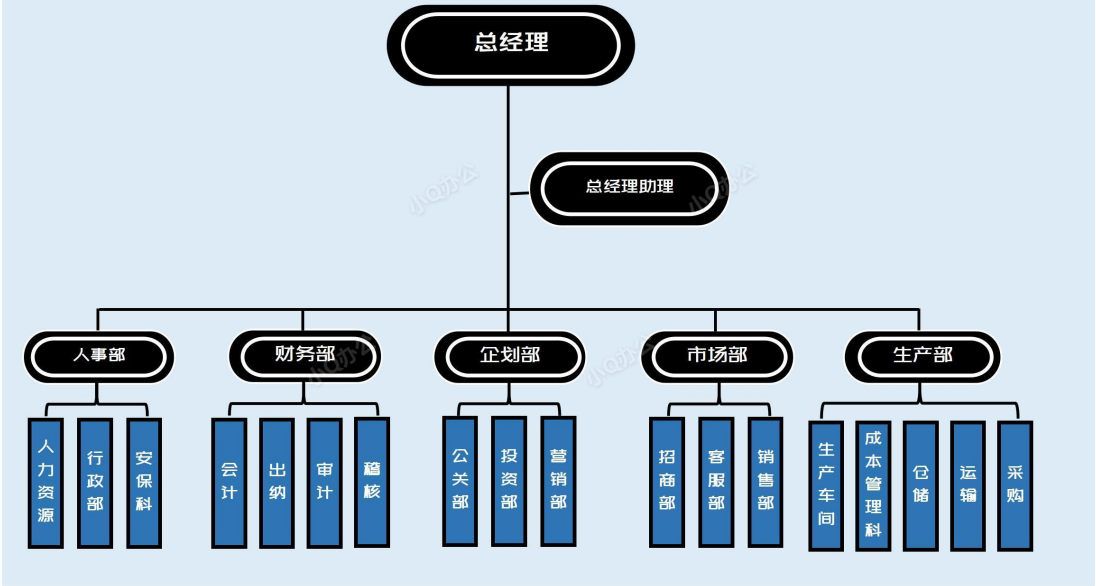 总经理
总经理助理
人事部
财务部
企划部
市场部
生产部
人力资源
行政部
安保科
会计
出纳
审计
稽核
公关部
投资部
营销部
招商部
客服部
销售部
生产车间
成本管理科
仓储
运输
采购
小Q办公
小Q办公
小Q办公
小Q办公